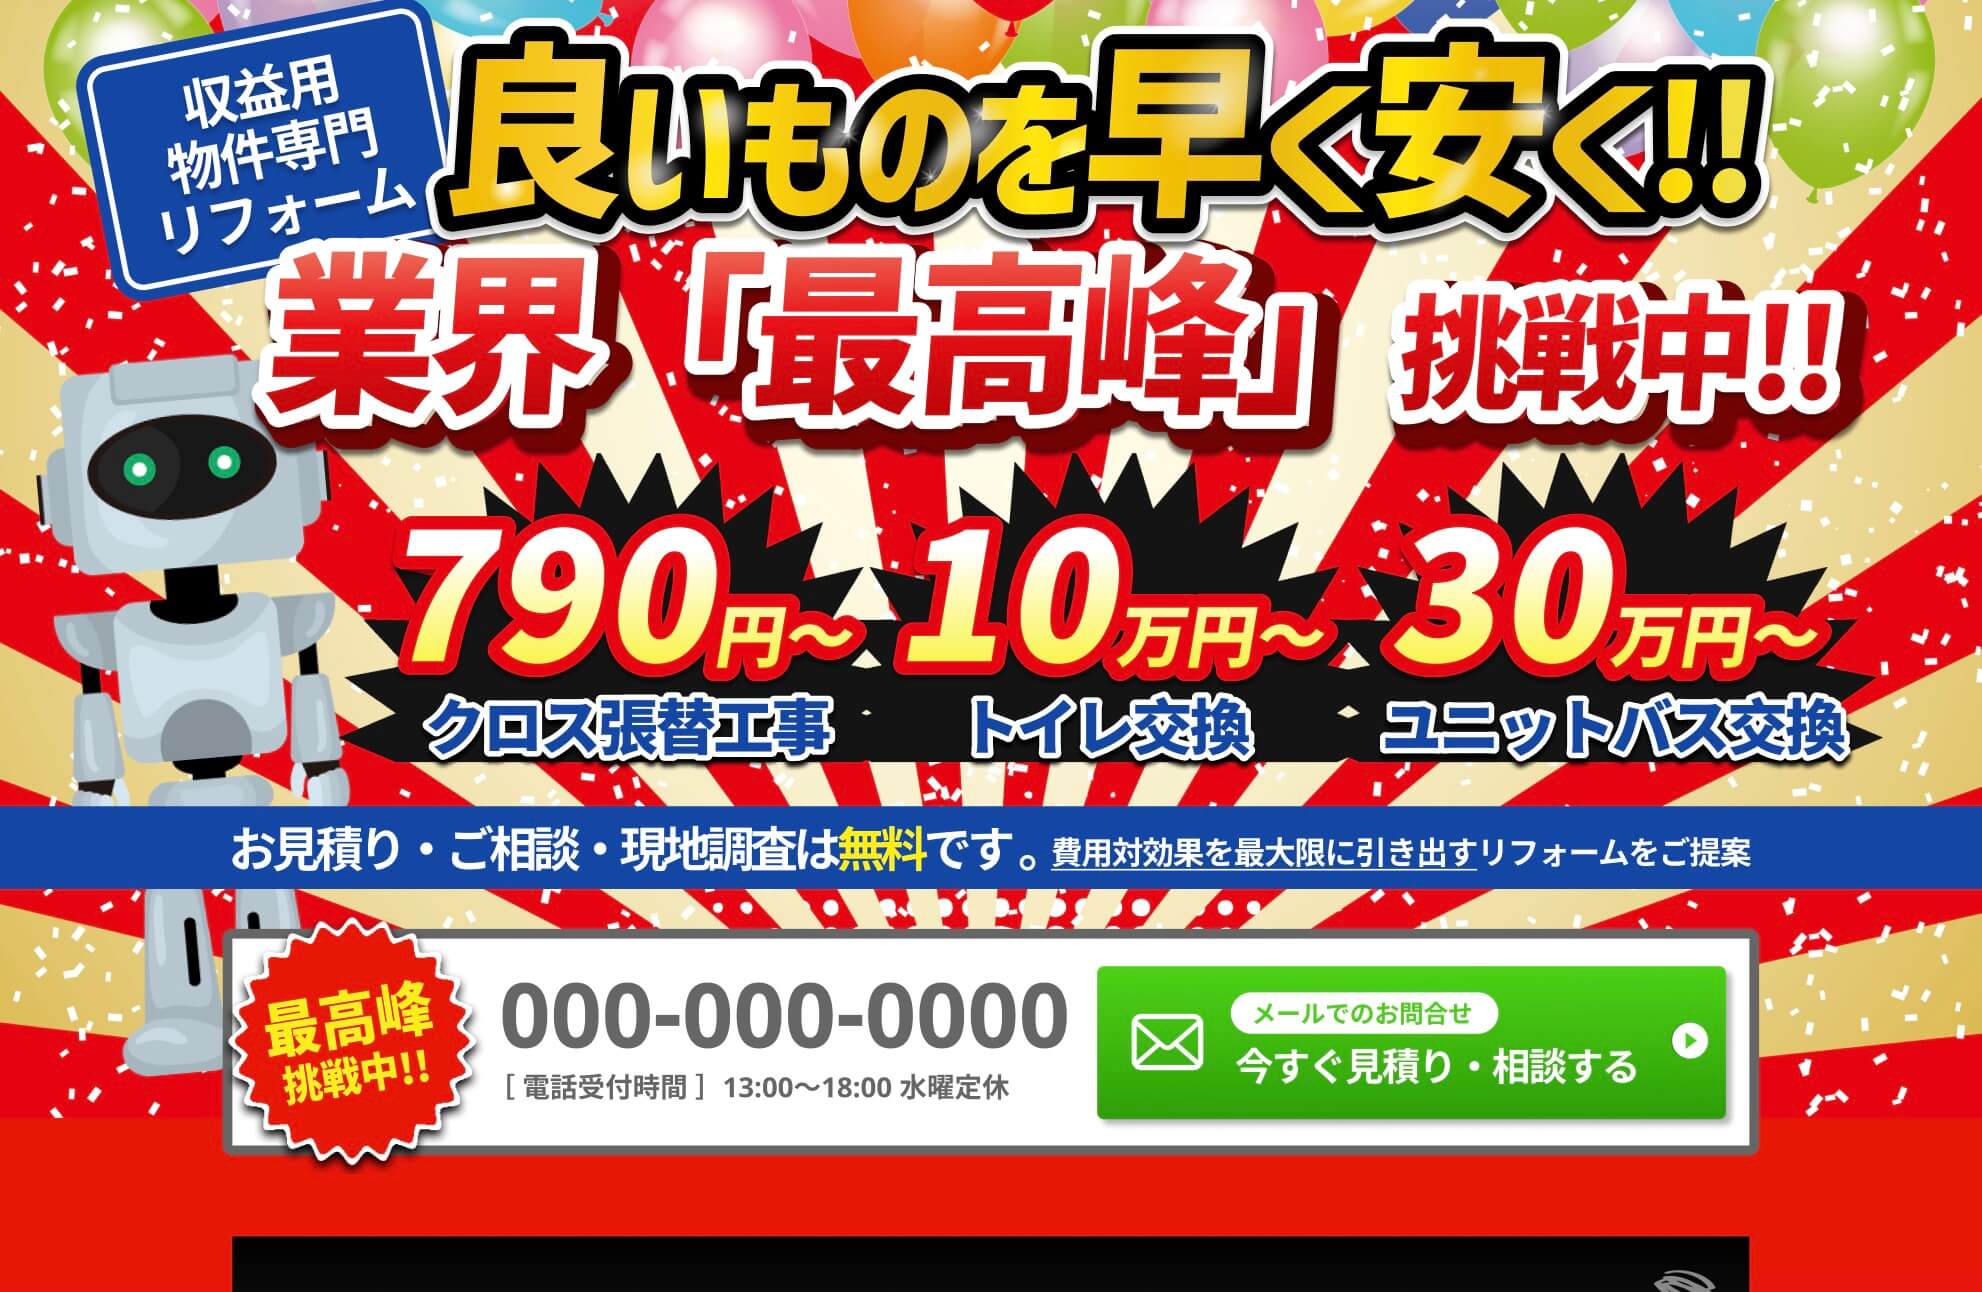 収益用
物件専門
リフォーム
良いものを早く安く!!
業界「最高峰」挑戦中!!
790円〜
クロス張替工事
10万円〜
トイレ交換
30万円〜
ユニットバス交換
お見積り・ご相談・現地調査は無料です。費用対効果を最大限に引き出すリフォームをご提案
最高峰
挑戦中!!
000-000-0000
［ 電話受付時間 ］13:00〜18:00 水曜定休
メールでのお問合せ
今すぐ見積り・相談する